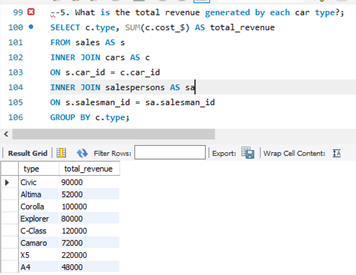 99 --5. What is the total revenue generated by each car type?;
100 SELECT c.type, SUM(c.cost_$) AS total_revenue
101 FROM sales AS s
102 INNER JOIN cars AS c
103 ON s.car_id = c.car_id
104 INNER JOIN salespersons AS sa
105 ON s.salesman_id = sa.salesman_id
106 GROUP BY c.type;
Result Grid Filter Rows: Export: Wrap Cell Content:
type total_revenue
Civic 90000
Altima 52000
Corolla 100000
Explorer 80000
C-Class 120000
Camaro 72000
X5 220000
A4 48000